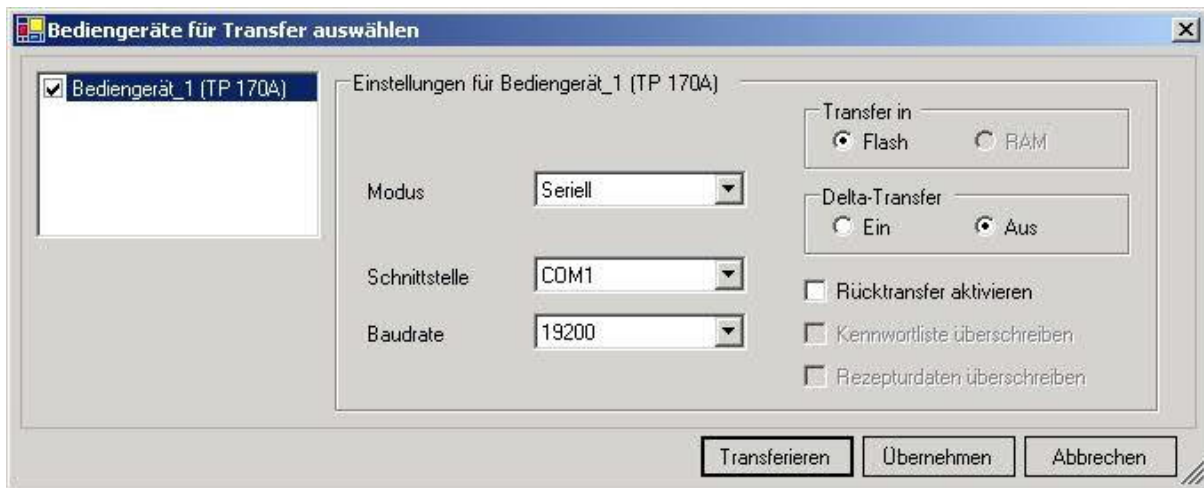 Bediengeräte für Transfer auswählen
Bediengerät_1 (TP 170A)
Einstellungen für Bediengerät_1 (TP 170A)
Modus
Seriell
Schnittstelle
COM1
Baudrate
19200
Transfer in
Flash
RAM
Delta-Transfer
Ein
Aus
Rücktransfer aktivieren
Kennwortliste überschreiben
Rezepturdaten überschreiben
Transferieren
Übernehmen
Abbrechen